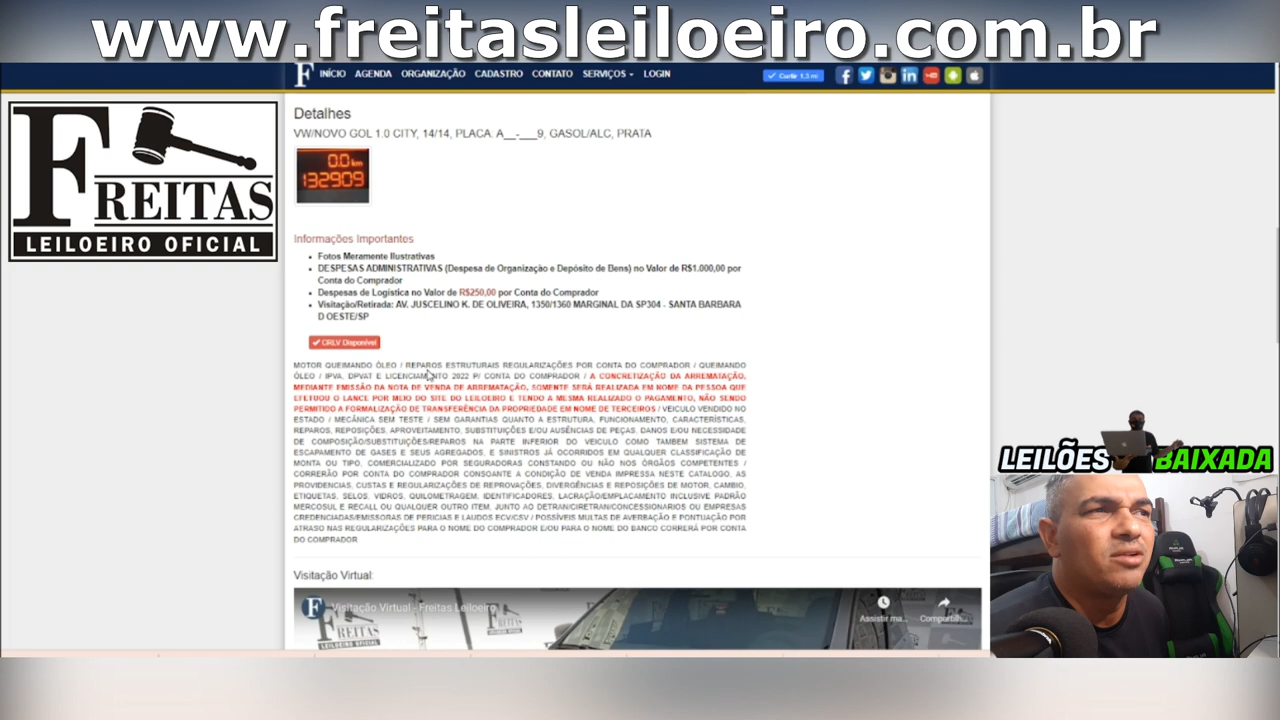 www.freitasleiloeiro.com.br
F INÍCIO AGENDA ORGANIZAÇÃO CADASTRO CONTATO SERVIÇOS LOGIN
Curtir 1,3 mi
FREITAS
LEILOEIRO OFICIAL
Detalhes
VW/NOVO GOL 1.0 CITY, 14/14, PLACA. A__-___9, GASOL/ALC, PRATA
0.0 km
132909
Informações Importantes
Fotos Meramente Ilustrativas
DESPESAS ADMINISTRATIVAS (Despesa de Organização e Depósito de Bens) no Valor de R$1.000,00 por
Conta do Comprador
Despesas de Logística no Valor de R$250,00 por Conta do Comprador
Visitação/Retirada: AV. JUSCELINO K. DE OLIVEIRA, 1350/1360 MARGINAL DA SP304 - SANTA BARBARA
D OESTE/SP
CRLV Disponível
MOTOR QUEIMANDO ÓLEO / REPAROS ESTRUTURAIS REGULARIZAÇÕES POR CONTA DO COMPRADOR / QUEIMANDO
ÓLEO / IPVA, DPVAT E LICENCIAMENTO 2022 P/ CONTA DO COMPRADOR / A CONCRETIZAÇÃO DA ARREMATAÇÃO,
MEDIANTE EMISSÃO DA NOTA DE VENDA DE ARREMATAÇÃO, SOMENTE SERÁ REALIZADA EM NOME DA PESSOA QUE
EFETUOU O LANCE POR MEIO DO SITE DO LEILOEIRO E TENDO A MESMA REALIZADO O PAGAMENTO, NÃO SENDO
PERMITIDO A FORMALIZAÇÃO DE TRANSFERÊNCIA DA PROPRIEDADE EM NOME DE TERCEIROS / VEICULO VENDIDO NO
ESTADO / MECÂNICA SEM TESTE / SEM GARANTIAS QUANTO A ESTRUTURA, FUNCIONAMENTO, CARACTERÍSTICAS,
REPAROS, REPOSIÇÕES, APROVEITAMENTO, SUBSTITUIÇÕES E/OU AUSÊNCIAS DE PEÇAS, DANOS E/OU NECESSIDADE
DE COMPOSIÇÃO/SUBSTITUIÇÕES/REPAROS NA PARTE INFERIOR DO VEICULO COMO TAMBEM SISTEMA DE
ESCAPAMENTO DE GASES E SEUS AGREGADOS, E SINISTROS JÁ OCORRIDOS EM QUALQUER CLASSIFICAÇÃO DE
MONTA OU TIPO, COMERCIALIZADO POR SEGURADORAS CONSTANDO OU NÃO NOS ÓRGÃOS COMPETENTES /
CORRERÃO POR CONTA DO COMPRADOR CONSOANTE A CONDIÇÃO DE VENDA IMPRESSA NESTE CATALOGO, AS
PROVIDENCIAS, CUSTAS E REGULARIZAÇÕES DE REPROVAÇÕES, DIVERGÊNCIAS E REPOSIÇÕES DE MOTOR, CAMBIO,
ETIQUETAS, SELOS, VIDROS, QUILOMETRAGEM, IDENTIFICADORES, LACRAÇÃO/EMPLACAMENTO INCLUSIVE PADRÃO
MERCOSUL E RECALL OU QUALQUER OUTRO ITEM, JUNTO AO DETRAN/CIRETRAN/CONCESSIONARIOS OU EMPRESAS
CREDENCIADAS/EMISSORAS DE PERICIAS E LAUDOS ECV/CSV / POSSÍVEIS MULTAS DE AVERBAÇÃO E PONTUAÇÃO POR
ATRASO NAS REGULARIZAÇÕES PARA O NOME DO COMPRADOR E/OU PARA O NOME DO BANCO CORRERÁ POR CONTA
DO COMPRADOR
Visitação Virtual:
F Visitação Virtual - Freitas Leiloeiro
Assistir ma...
Compartilh...
FREITAS
LEILOEIRO OFICIAL
LEILÕES BAIXADA